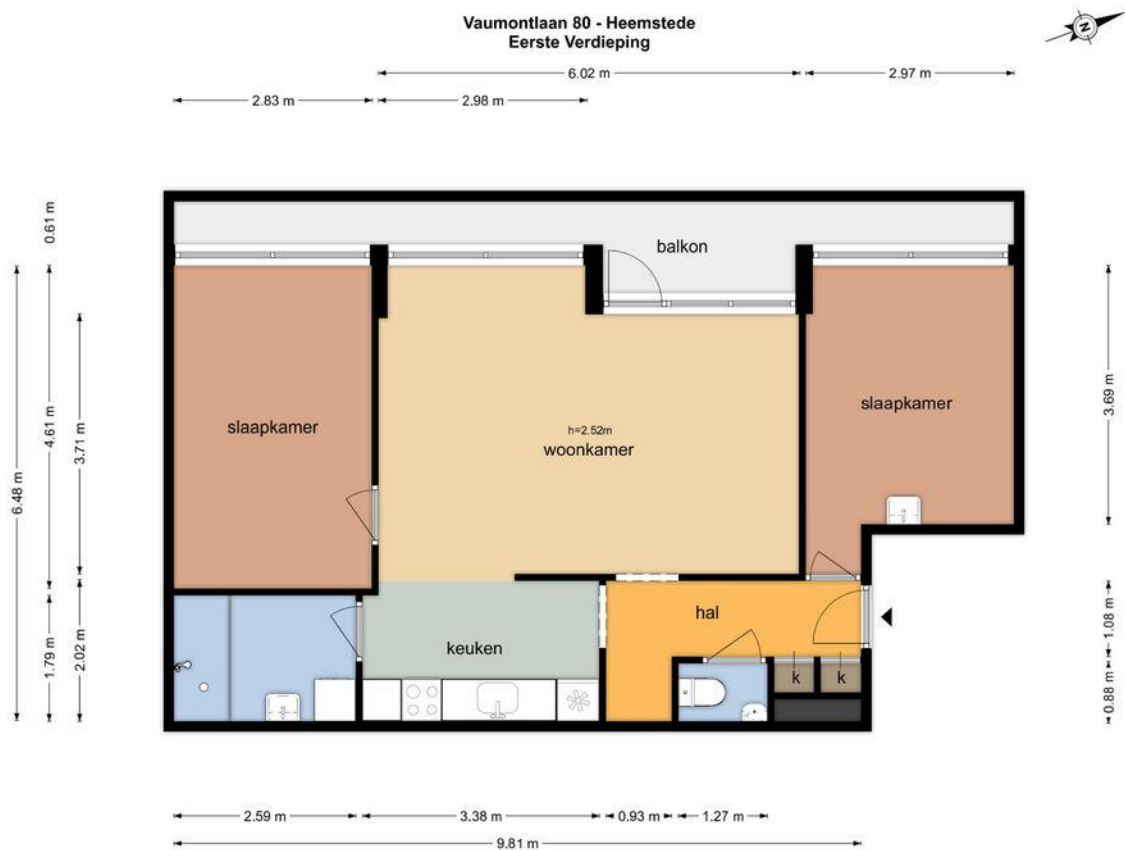 Vaumontlaan 80 - Heemstede
Eerste Verdieping
N
6.02 m
2.97 m
2.83 m
2.98 m
0.61 m
6.48 m
4.61 m
3.71 m
1.79 m
2.02 m
balkon
slaapkamer
h=2.52m
woonkamer
slaapkamer
3.69 m
keuken
hal
k
k
1.08 m
0.88 m
2.59 m
3.38 m
0.93 m
1.27 m
9.81 m